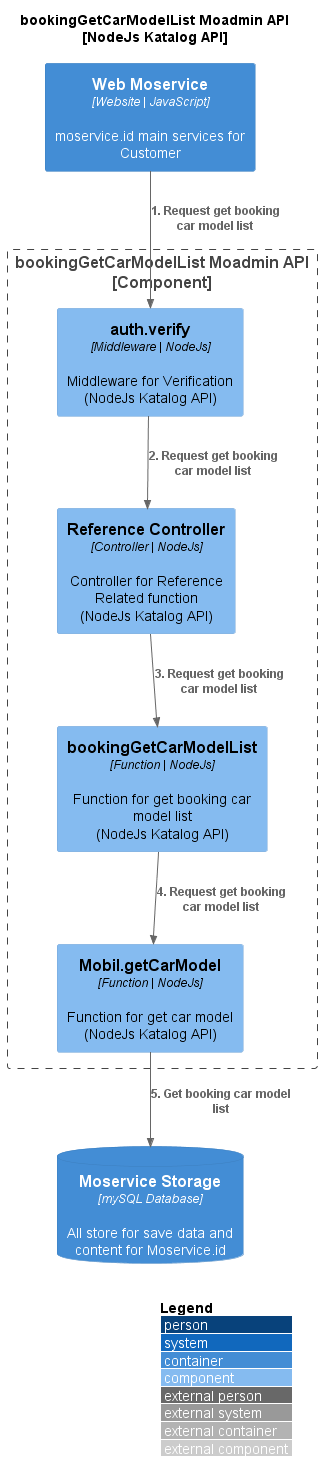 bookingGetCarModelList Moadmin API
[NodeJs Katalog API]
Web Moservice
[Website | JavaScript]
moservice.id main services for
Customer
1. Request get booking
car model list
bookingGetCarModelList Moadmin API
[Component]
auth.verify
[Middleware | NodeJs]
Middleware for Verification
(NodeJs Katalog API)
2. Request get booking
car model list
Reference Controller
[Controller | NodeJs]
Controller for Reference
Related function
(NodeJs Katalog API)
3. Request get booking
car model list
bookingGetCarModelList
[Function | NodeJs]
Function for get booking car
model list
(NodeJs Katalog API)
4. Request get booking
car model list
Mobil.getCarModel
[Function | NodeJs]
Function for get car model
(NodeJs Katalog API)
5. Get booking car model
list
Moservice Storage
[mySQL Database]
All store for save data and
content for Moservice.id
Legend
person
system
container
component
external person
external system
external container
external component